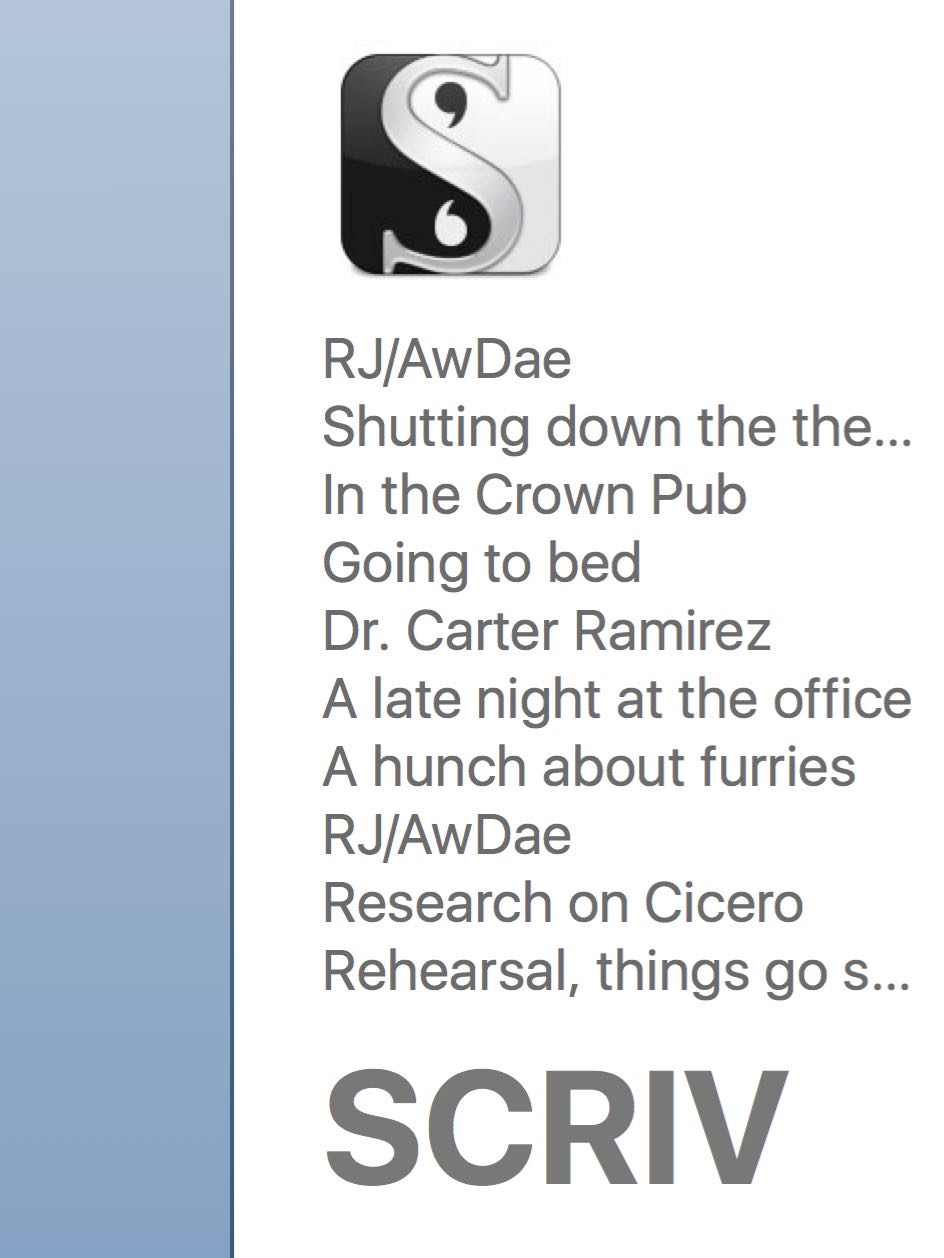 RJ/AwDae
Shutting down the the...
In the Crown Pub
Going to bed
Dr. Carter Ramirez
A late night at the office
A hunch about furries
RJ/AwDae
Research on Cicero
Rehearsal, things go s...
SCRIV